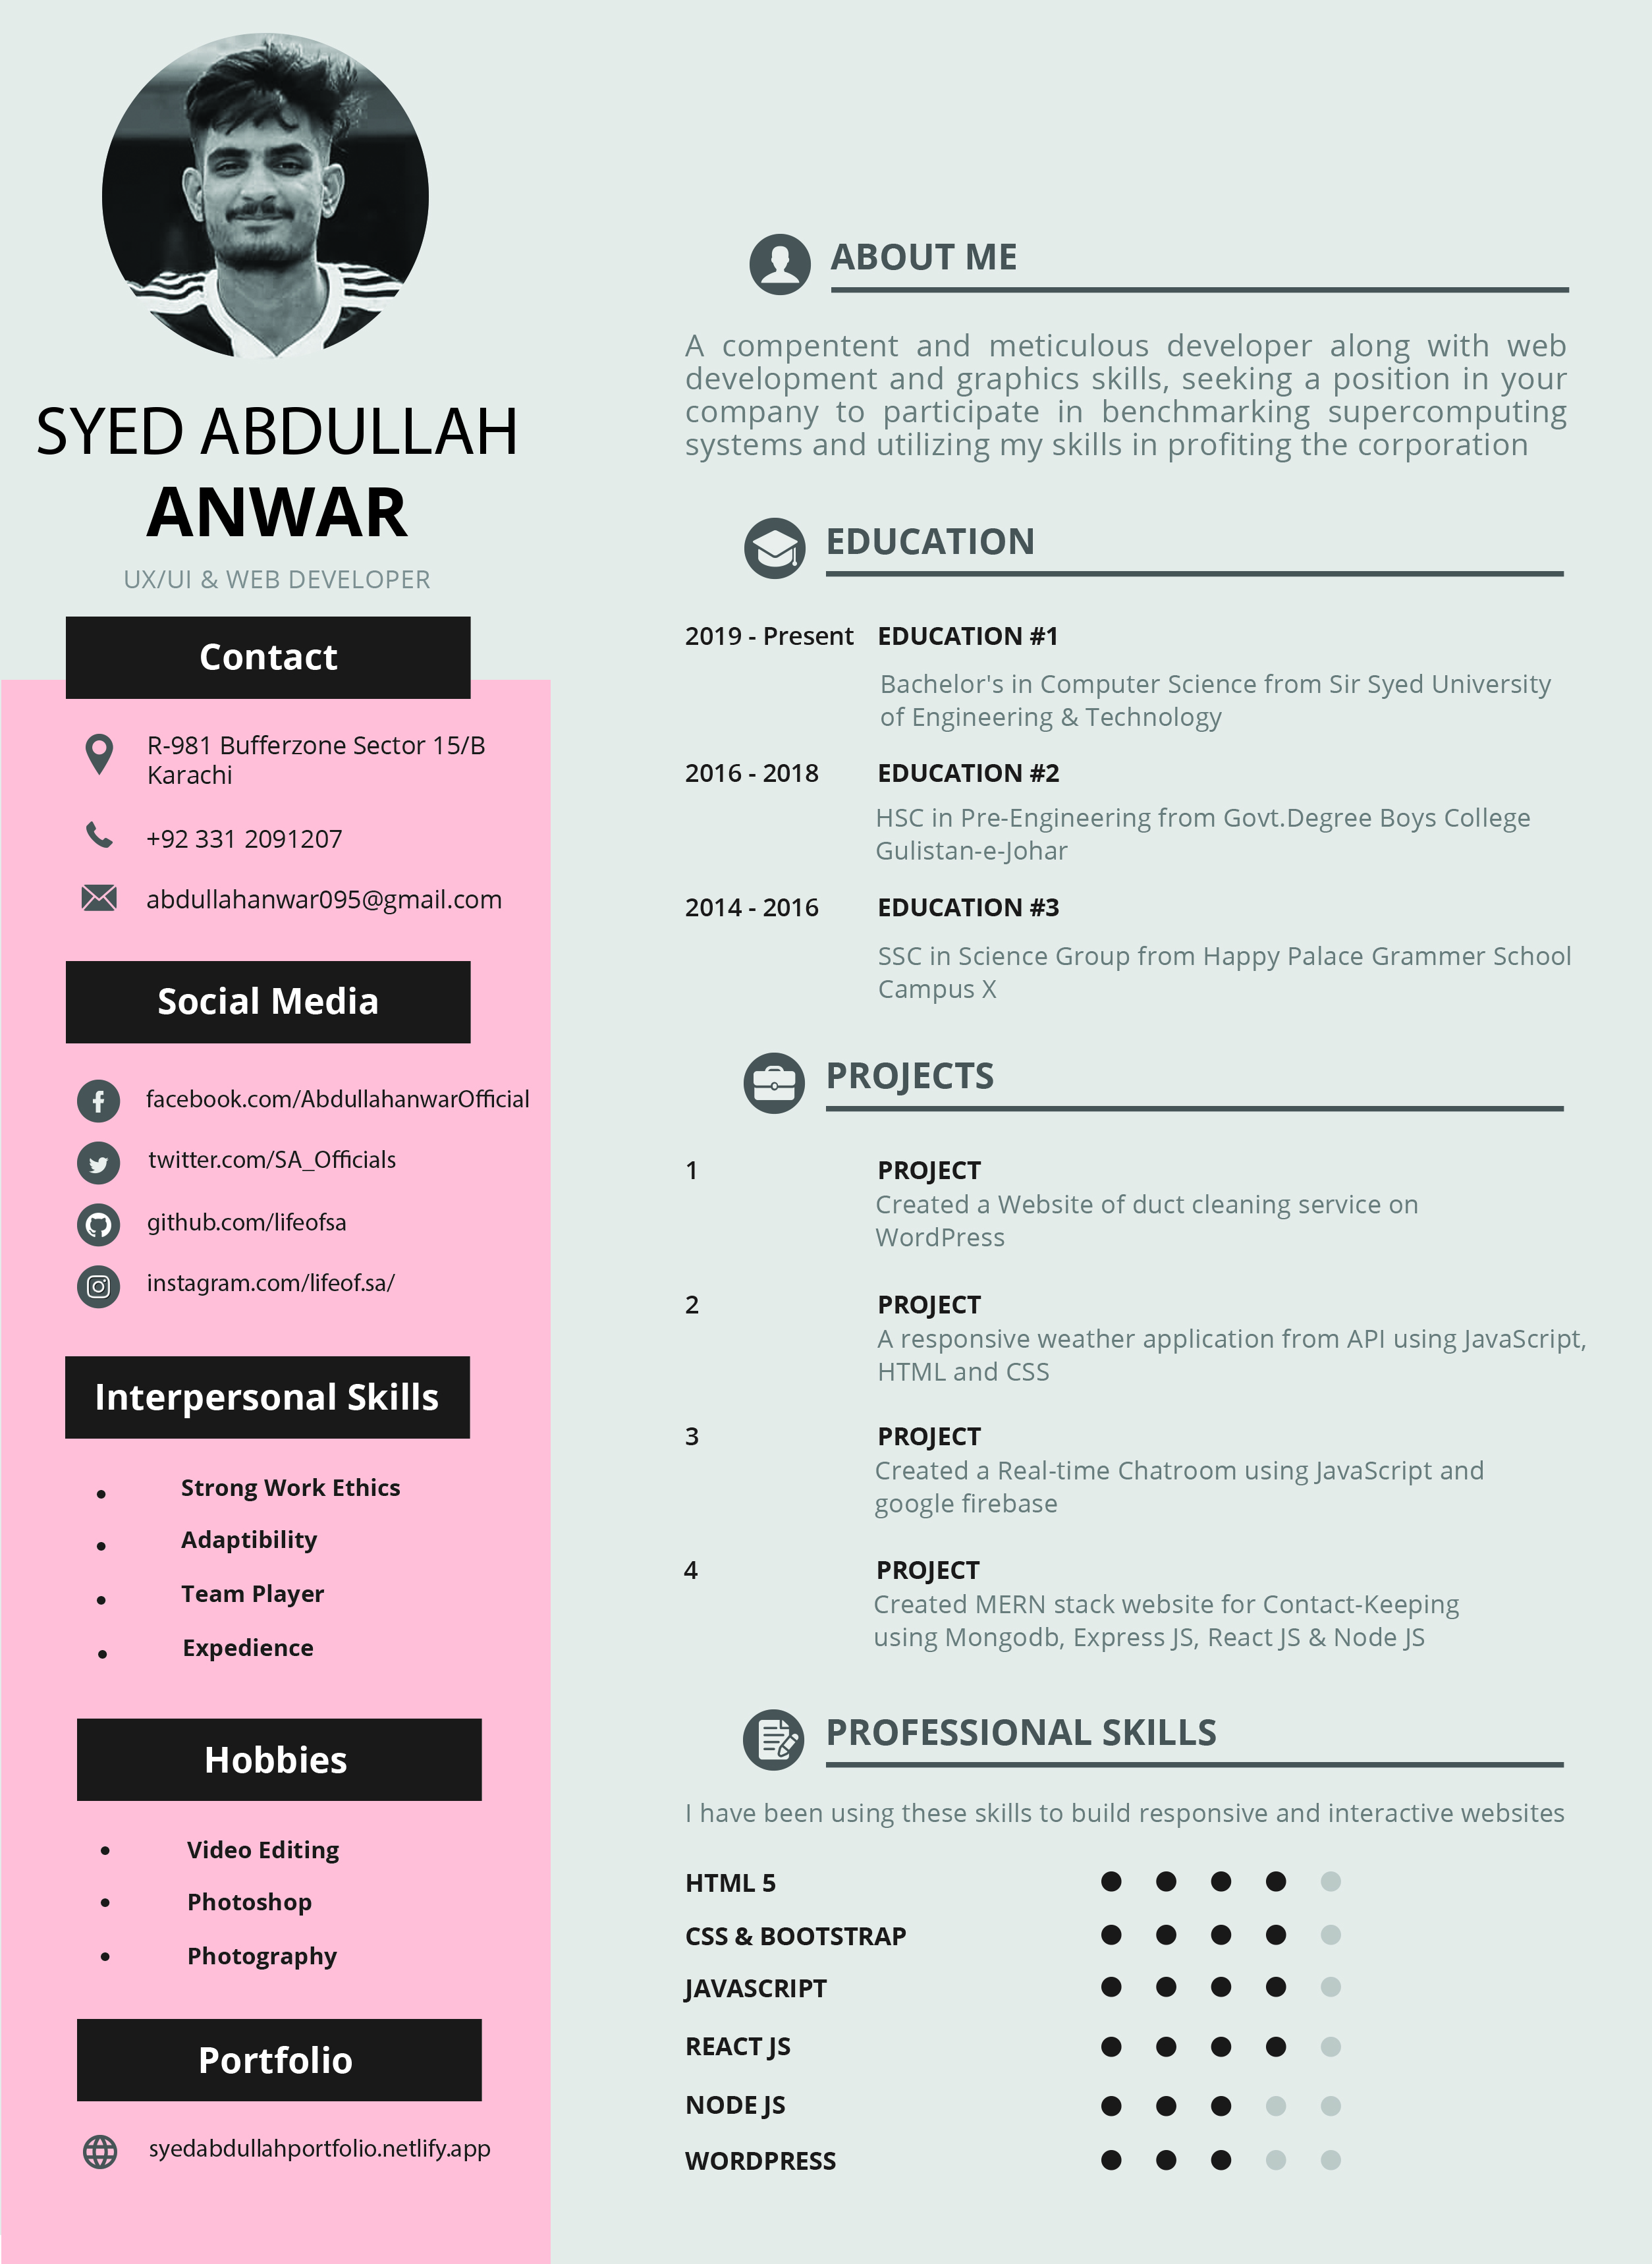 SYED ABDULLAH
ANWAR
UX/UI & WEB DEVELOPER
Contact
R-981 Bufferzone Sector 15/B
Karachi
+92 331 2091207
abdullahanwar095@gmail.com
Social Media
facebook.com/AbdullahanwarOfficial
twitter.com/SA_Officials
github.com/lifeofsa
instagram.com/lifeof.sa/
Interpersonal Skills
• Strong Work Ethics
• Adaptibility
• Team Player
• Expedience
Hobbies
• Video Editing
• Photoshop
• Photography
Portfolio
syedabdullahportfolio.netlify.app
ABOUT ME
A compentent and meticulous developer along with web
development and graphics skills, seeking a position in your
company to participate in benchmarking supercomputing
systems and utilizing my skills in profiting the corporation
EDUCATION
2019 - Present EDUCATION #1
Bachelor's in Computer Science from Sir Syed University
of Engineering & Technology
2016 - 2018 EDUCATION #2
HSC in Pre-Engineering from Govt.Degree Boys College
Gulistan-e-Johar
2014 - 2016 EDUCATION #3
SSC in Science Group from Happy Palace Grammer School
Campus X
PROJECTS
1 PROJECT
Created a Website of duct cleaning service on
WordPress
2 PROJECT
A responsive weather application from API using JavaScript,
HTML and CSS
3 PROJECT
Created a Real-time Chatroom using JavaScript and
google firebase
4 PROJECT
Created MERN stack website for Contact-Keeping
using Mongodb, Express JS, React JS & Node JS
PROFESSIONAL SKILLS
I have been using these skills to build responsive and interactive websites
HTML 5
CSS & BOOTSTRAP
JAVASCRIPT
REACT JS
NODE JS
WORDPRESS